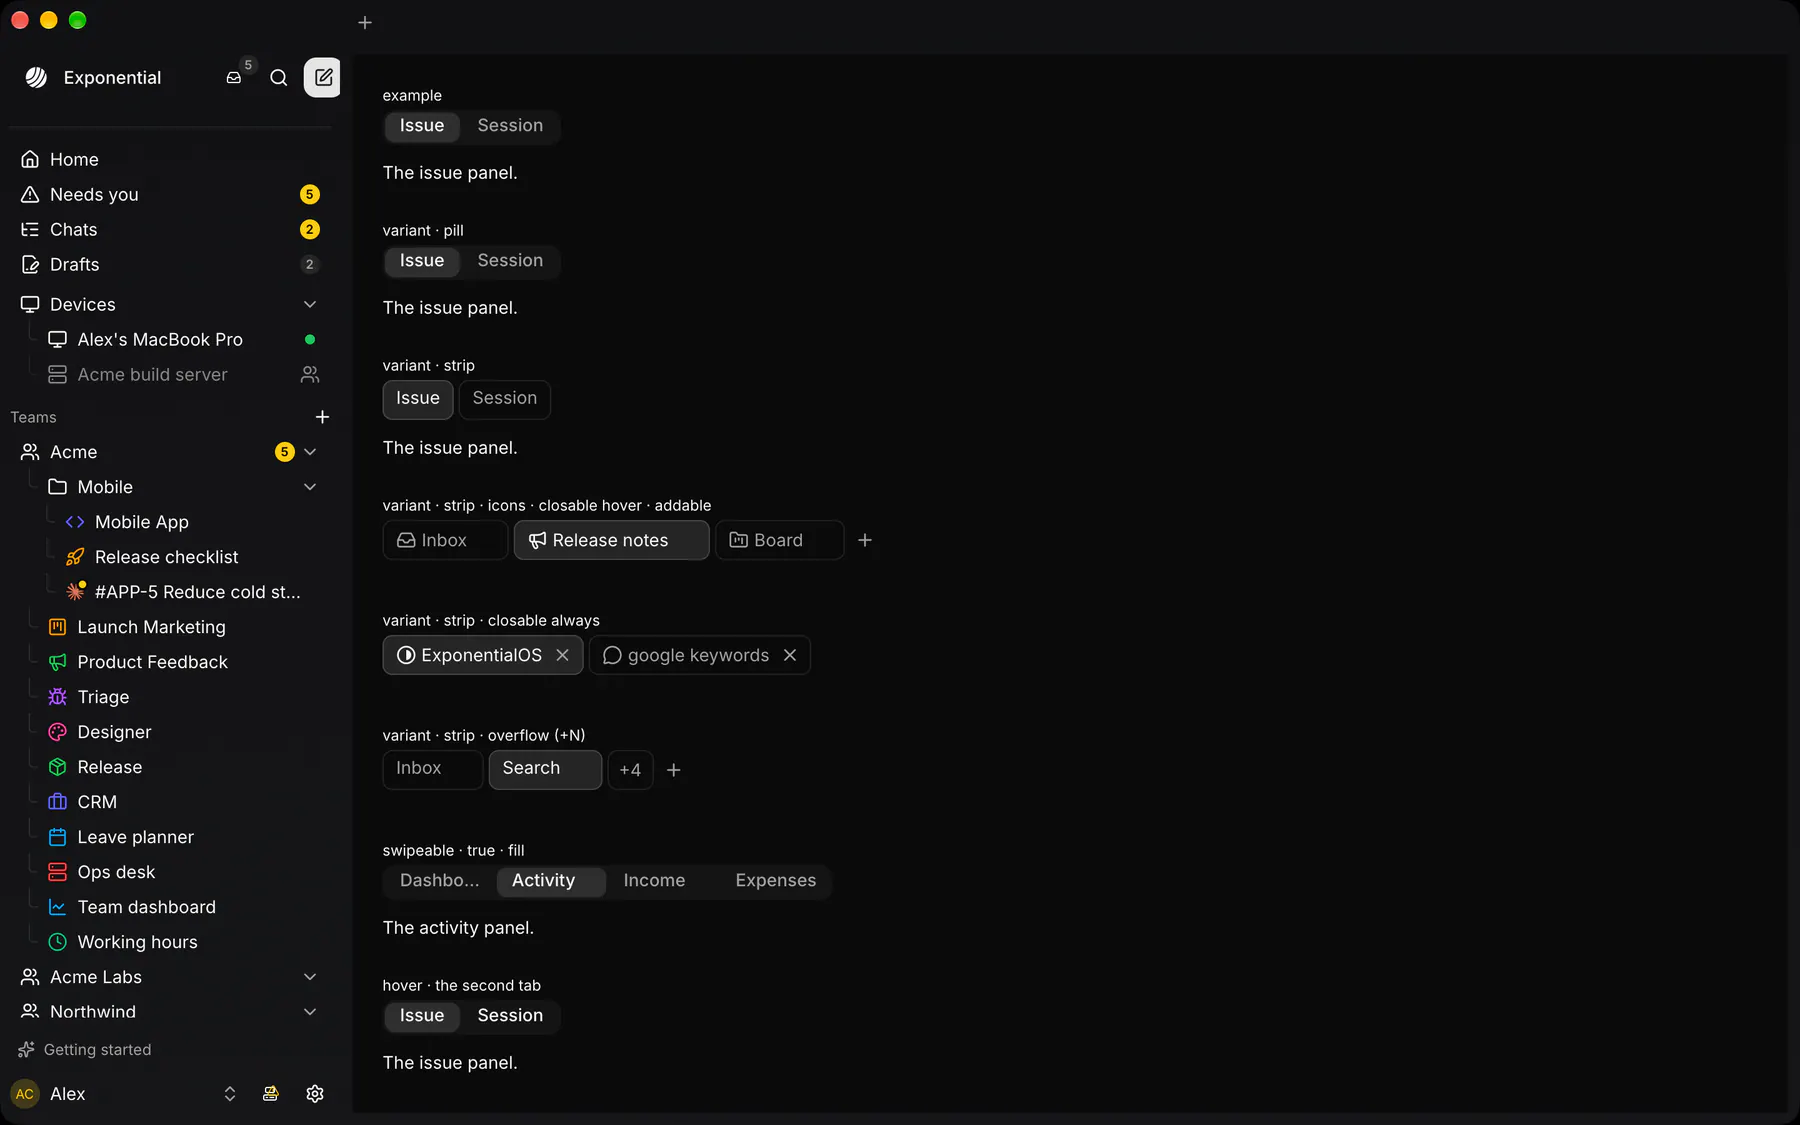 Exponential
5
Home
Needs you
5
Chats
2
Drafts
2
Devices
Alex's MacBook Pro
Acme build server
Teams
Acme
5
Mobile
Mobile App
Release checklist
#APP-5 Reduce cold st...
Launch Marketing
Product Feedback
Triage
Designer
Release
CRM
Leave planner
Ops desk
Team dashboard
Working hours
Acme Labs
Northwind
Getting started
AC Alex
example
Issue Session
The issue panel.
variant · pill
Issue Session
The issue panel.
variant · strip
Issue Session
The issue panel.
variant · strip · icons · closable hover · addable
Inbox Release notes Board
variant · strip · closable always
ExponentialOS google keywords
variant · strip · overflow (+N)
Inbox Search +4
swipeable · true · fill
Dashbo... Activity Income Expenses
The activity panel.
hover · the second tab
Issue Session
The issue panel.